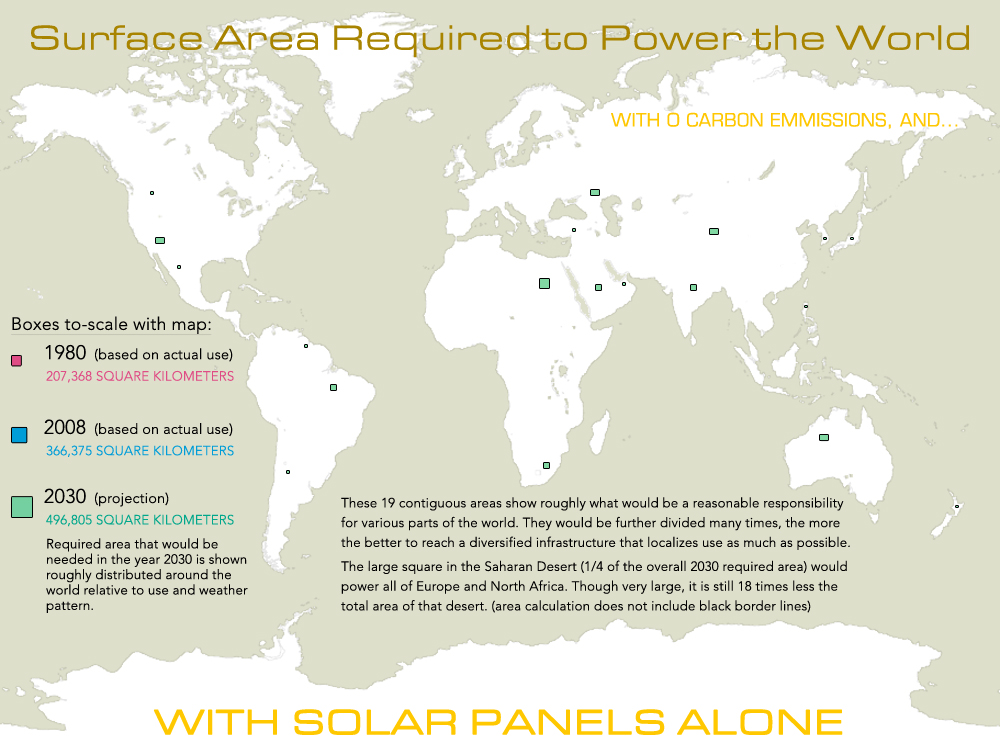 Surface Area Required to Power the World
WITH 0 CARBON EMMISSIONS, AND...
Boxes to-scale with map:
1980 (based on actual use)
207,368 SQUARE KILOMETERS
2008 (based on actual use)
366,375 SQUARE KILOMETERS
2030 (projection)
496,805 SQUARE KILOMETERS
Required area that would be
needed in the year 2030 is shown
roughly distributed around the
world relative to use and weather
pattern.
These 19 contiguous areas show roughly what would be a reasonable responsibility
for various parts of the world. They would be further divided many times, the more
the better to reach a diversified infrastructure that localizes use as much as possible.
The large square in the Saharan Desert (1/4 of the overall 2030 required area) would
power all of Europe and North Africa. Though very large, it is still 18 times less the
total area of that desert. (area calculation does not include black border lines)
WITH SOLAR PANELS ALONE